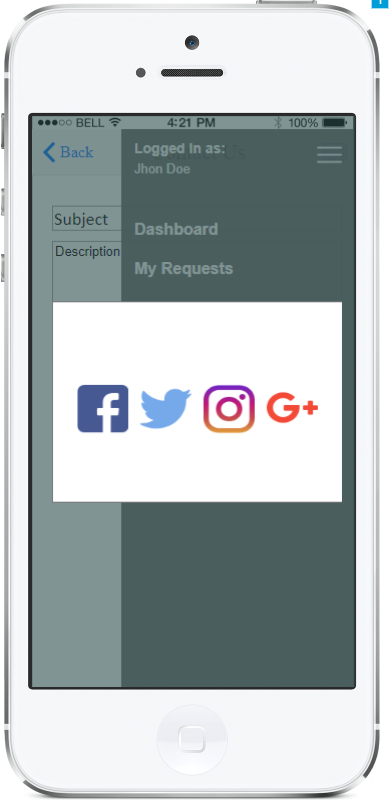 BELL 4:21 PM 100%
Back
Logged In as:
Jhon Doe
Subject
Dashboard
Description
My Requests
f
G+